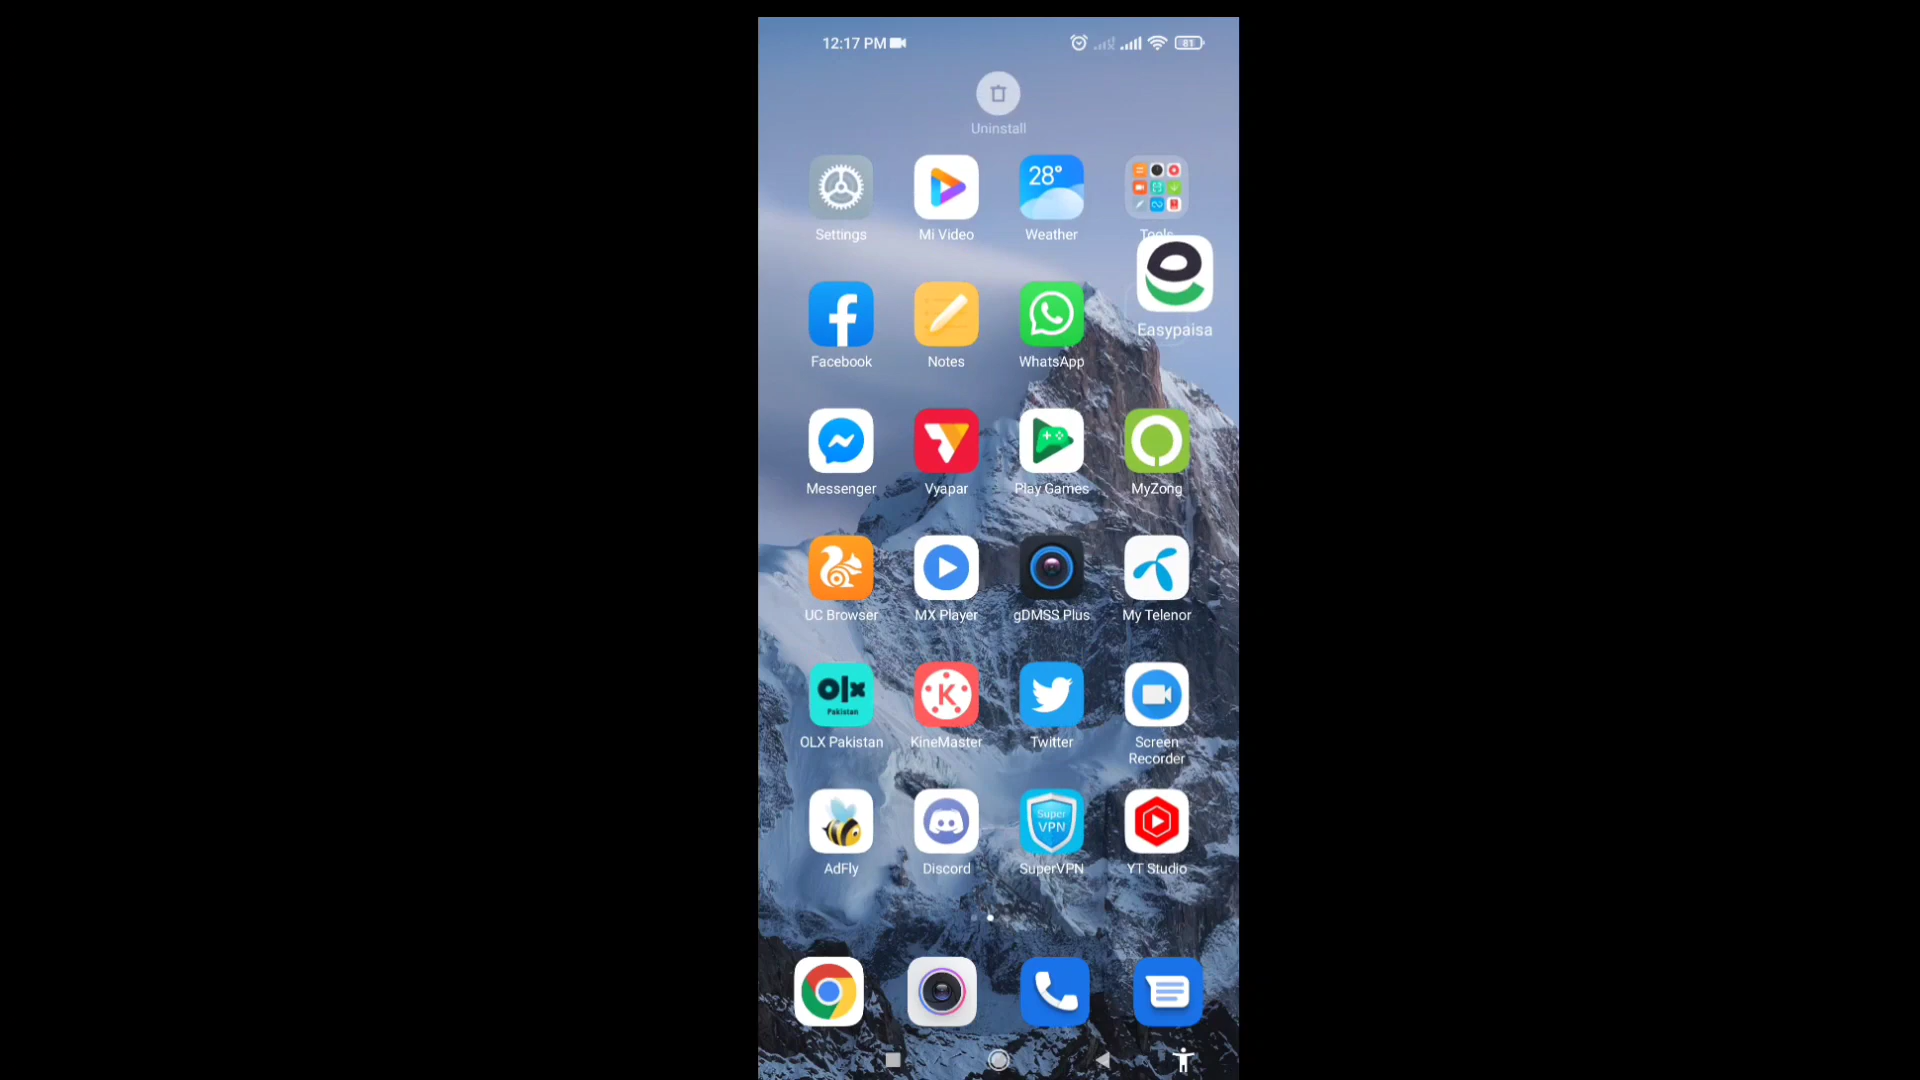 12:17 PM
81
Uninstall
28°
Settings
Mi Video
Weather
Tools
Easypaisa
Facebook
Notes
WhatsApp
Messenger
Vyapar
Play Games
MyZong
UC Browser
MX Player
gDMSS Plus
My Telenor
olx
Pakistan
OLX Pakistan
K
KineMaster
Twitter
Screen
Recorder
Super
VPN
AdFly
Discord
SuperVPN
YT Studio